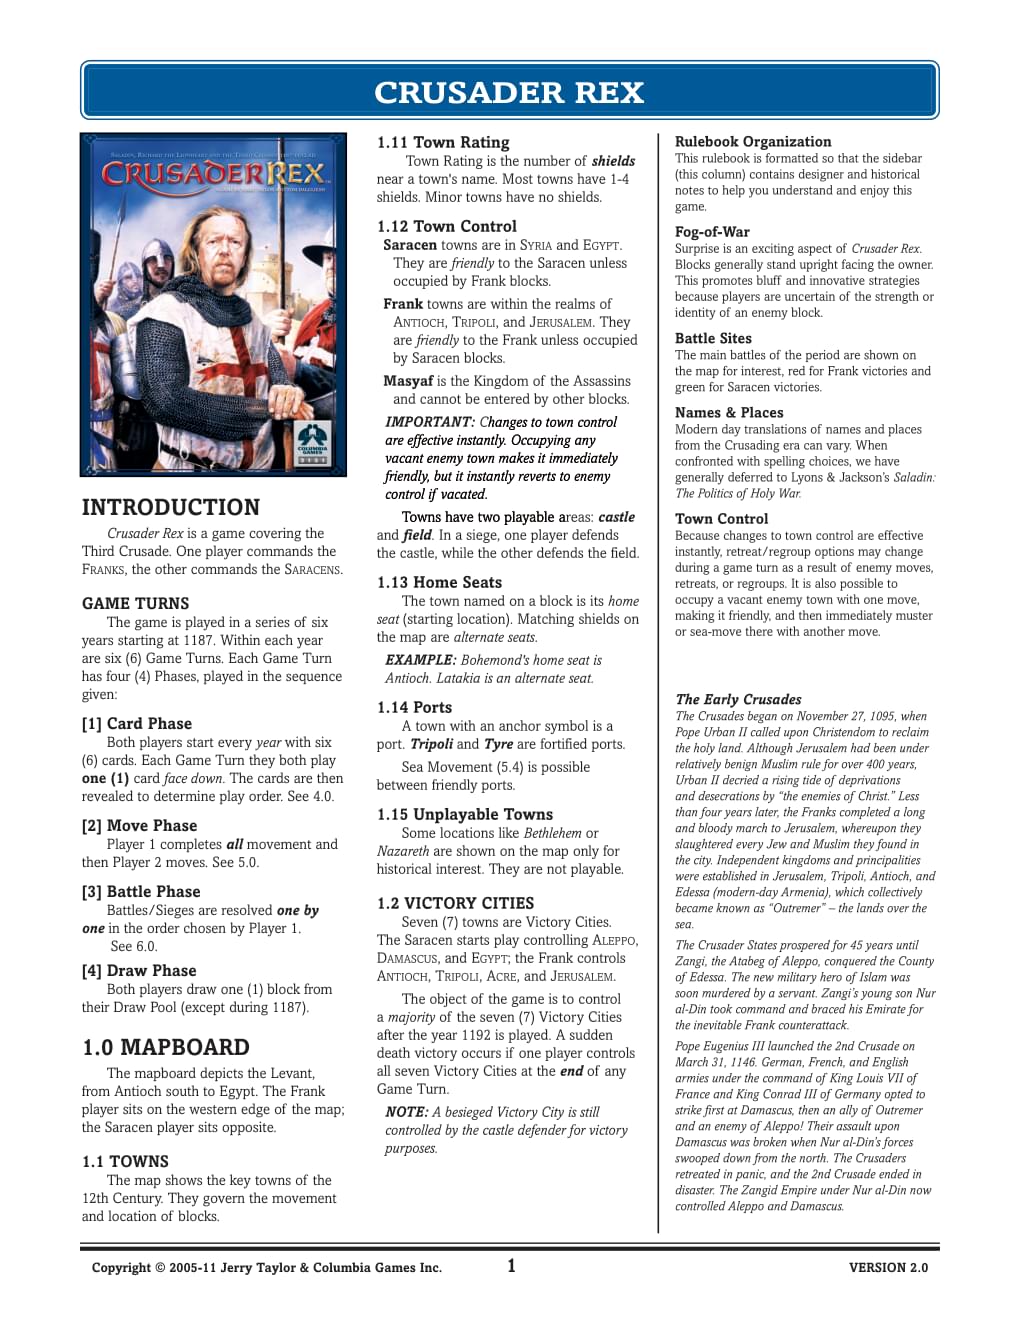 CRUSADER REX
SALADIN, RICHARD THE LIONHEART AND THE THIRD CRUSADE
CRUSADER REX
COLUMBIA
GAMES
INTRODUCTION
Crusader Rex is a game covering the
Third Crusade. One player commands the
FRANKS, the other commands the SARACENS.
GAME TURNS
The game is played in a series of six
years starting at 1187. Within each year
are six (6) Game Turns. Each Game Turn
has four (4) Phases, played in the sequence
given:
[1] Card Phase
Both players start every year with six
(6) cards. Each Game Turn they both play
one (1) card face down. The cards are then
revealed to determine play order. See 4.0.
[2] Move Phase
Player 1 completes all movement and
then Player 2 moves. See 5.0.
[3] Battle Phase
Battles/Sieges are resolved one by
one in the order chosen by Player 1.
See 6.0.
[4] Draw Phase
Both players draw one (1) block from
their Draw Pool (except during 1187).
1.0 MAPBOARD
The mapboard depicts the Levant,
from Antioch south to Egypt. The Frank
player sits on the western edge of the map;
the Saracen player sits opposite.
1.1 TOWNS
The map shows the key towns of the
12th Century. They govern the movement
and location of blocks.
1.11 Town Rating
Town Rating is the number of shields
near a town's name. Most towns have 1-4
shields. Minor towns have no shields.
1.12 Town Control
Saracen towns are in SYRIA and EGYPT.
They are friendly to the Saracen unless
occupied by Frank blocks.
Frank towns are within the realms of
ANTIOCH, TRIPOLI, and JERUSALEM. They
are friendly to the Frank unless occupied
by Saracen blocks.
Masyaf is the Kingdom of the Assassins
and cannot be entered by other blocks.
IMPORTANT: Changes to town control
are effective instantly. Occupying any
vacant enemy town makes it immediately
friendly, but it instantly reverts to enemy
control if vacated.
Towns have two playable areas: castle
and field. In a siege, one player defends
the castle, while the other defends the field.
1.13 Home Seats
The town named on a block is its home
seat (starting location). Matching shields on
the map are alternate seats.
EXAMPLE: Bohemond's home seat is
Antioch. Latakia is an alternate seat.
1.14 Ports
A town with an anchor symbol is a
port. Tripoli and Tyre are fortified ports.
Sea Movement (5.4) is possible
between friendly ports.
1.15 Unplayable Towns
Some locations like Bethlehem or
Nazareth are shown on the map only for
historical interest. They are not playable.
1.2 VICTORY CITIES
Seven (7) towns are Victory Cities.
The Saracen starts play controlling ALEPPO,
DAMASCUS, and EGYPT; the Frank controls
ANTIOCH, TRIPOLI, ACRE, and JERUSALEM.
The object of the game is to control
a majority of the seven (7) Victory Cities
after the year 1192 is played. A sudden
death victory occurs if one player controls
all seven Victory Cities at the end of any
Game Turn.
NOTE: A besieged Victory City is still
controlled by the castle defender for victory
purposes.
Rulebook Organization
This rulebook is formatted so that the sidebar
(this column) contains designer and historical
notes to help you understand and enjoy this
game.
Fog-of-War
Surprise is an exciting aspect of Crusader Rex.
Blocks generally stand upright facing the owner.
This promotes bluff and innovative strategies
because players are uncertain of the strength or
identity of an enemy block.
Battle Sites
The main battles of the period are shown on
the map for interest, red for Frank victories and
green for Saracen victories.
Names & Places
Modern day translations of names and places
from the Crusading era can vary. When
confronted with spelling choices, we have
generally deferred to Lyons & Jackson's Saladin:
The Politics of Holy War.
Town Control
Because changes to town control are effective
instantly, retreat/regroup options may change
during a game turn as a result of enemy moves,
retreats, or regroups. It is also possible to
occupy a vacant enemy town with one move,
making it friendly, and then immediately muster
or sea-move there with another move.
The Early Crusades
The Crusades began on November 27, 1095, when
Pope Urban II called upon Christendom to reclaim
the holy land. Although Jerusalem had been under
relatively benign Muslim rule for over 400 years,
Urban II decried a rising tide of deprivations
and desecrations by “the enemies of Christ.” Less
than four years later, the Franks completed a long
and bloody march to Jerusalem, whereupon they
slaughtered every Jew and Muslim they found in
the city. Independent kingdoms and principalities
were established in Jerusalem, Tripoli, Antioch, and
Edessa (modern-day Armenia), which collectively
became known as “Outremer” – the lands over the
sea.
The Crusader States prospered for 45 years until
Zangi, the Atabeg of Aleppo, conquered the County
of Edessa. The new military hero of Islam was
soon murdered by a servant. Zangi's young son Nur
al-Din took command and braced his Emirate for
the inevitable Frank counterattack.
Pope Eugenius III launched the 2nd Crusade on
March 31, 1146. German, French, and English
armies under the command of King Louis VII of
France and King Conrad III of Germany opted to
strike first at Damascus, then an ally of Outremer
and an enemy of Aleppo! Their assault upon
Damascus was broken when Nur al-Din's forces
swooped down from the north. The Crusaders
retreated in panic, and the 2nd Crusade ended in
disaster. The Zangid Empire under Nur al-Din now
controlled Aleppo and Damascus.
Copyright © 2005-11 Jerry Taylor & Columbia Games Inc.
1
VERSION 2.0